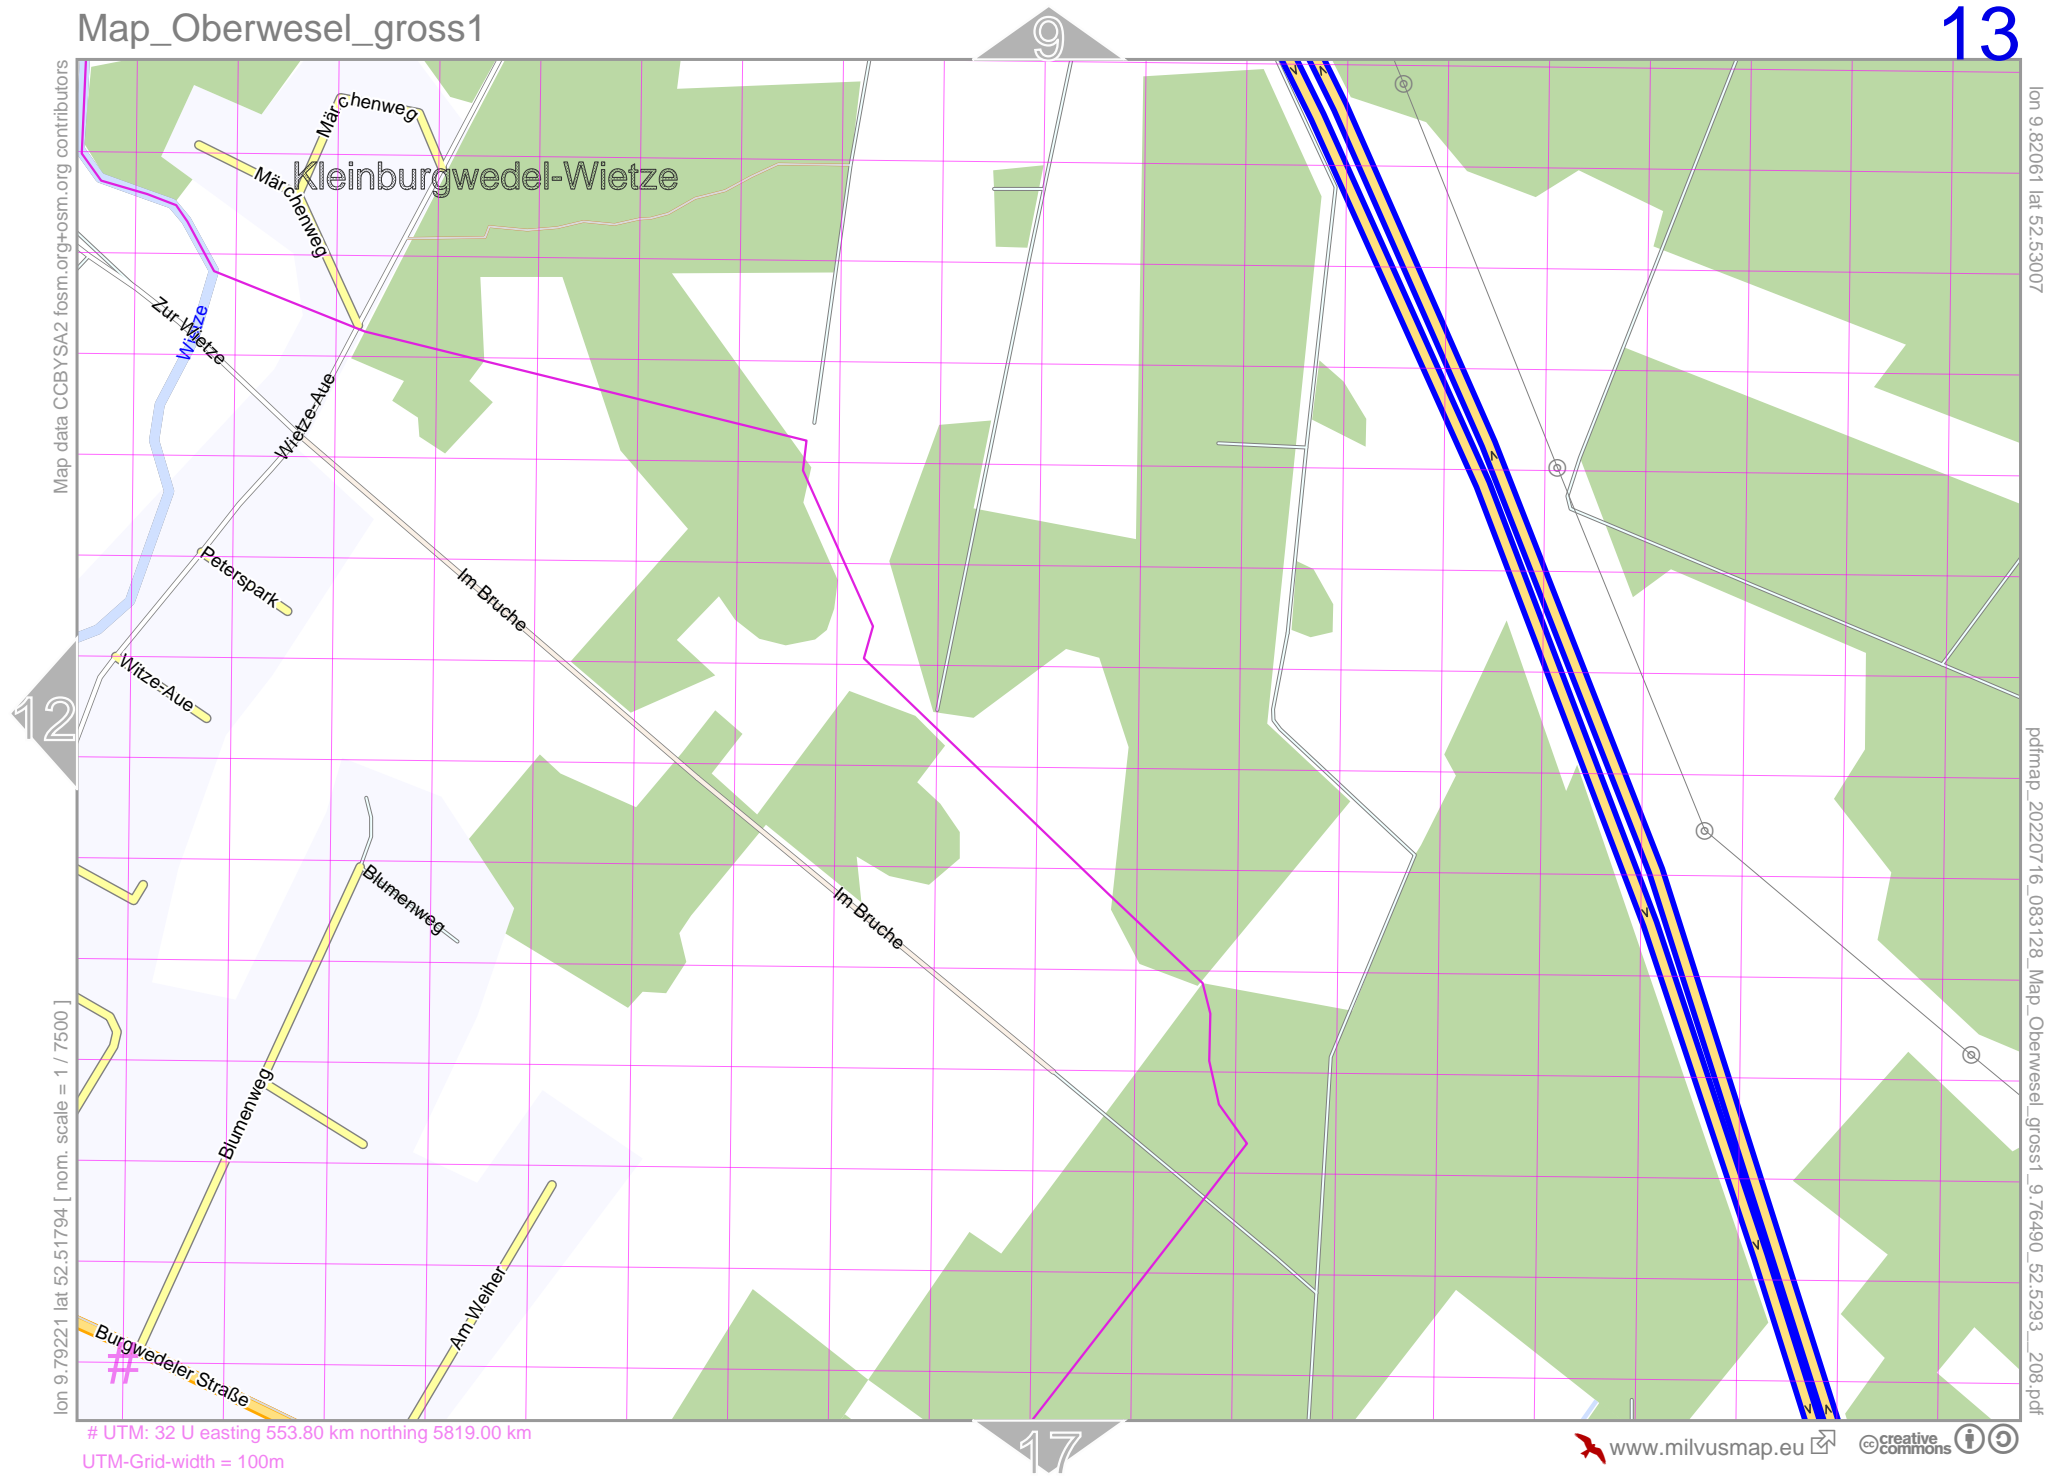 Map_Oberwesel_gross1
9
13
Map data CCBYSA2 fosm.org+osm.org contributors
lon 9.82061 lat 52.53007
Märchenweg
Märchenweg
Kleinburgwedel-Wietze
Zur Wietze
Wietze
Wietze-Aue
Peterspark
Im Bruche
Witze-Aue
12
Blumenweg
Im Bruche
Blumenweg
Am Weiher
Burgwedeler Straße
#
lon 9.79221 lat 52.51794 [ nom. scale = 1 / 7500 ]
pdfmap_20220716_083128_Map_Oberwesel_gross1_9.76490_52.5293__208.pdf
# UTM: 32 U easting 553.80 km northing 5819.00 km
UTM-Grid-width = 100m
17
www.milvusmap.eu
cc creative commons